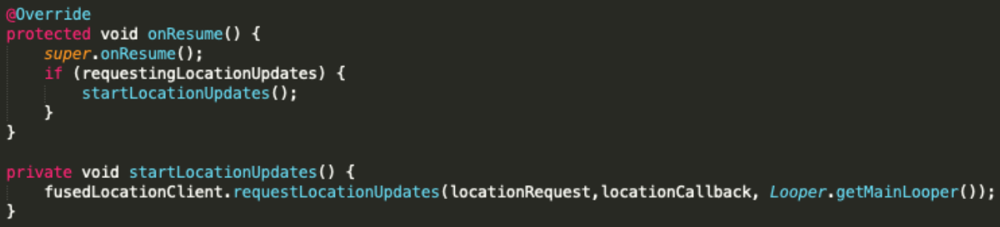 @Override
protected void onResume() {
    super.onResume();
    if (requestingLocationUpdates) {
        startLocationUpdates();
    }
}

private void startLocationUpdates() {
    fusedLocationClient.requestLocationUpdates(locationRequest,locationCallback, Looper.getMainLooper());
}